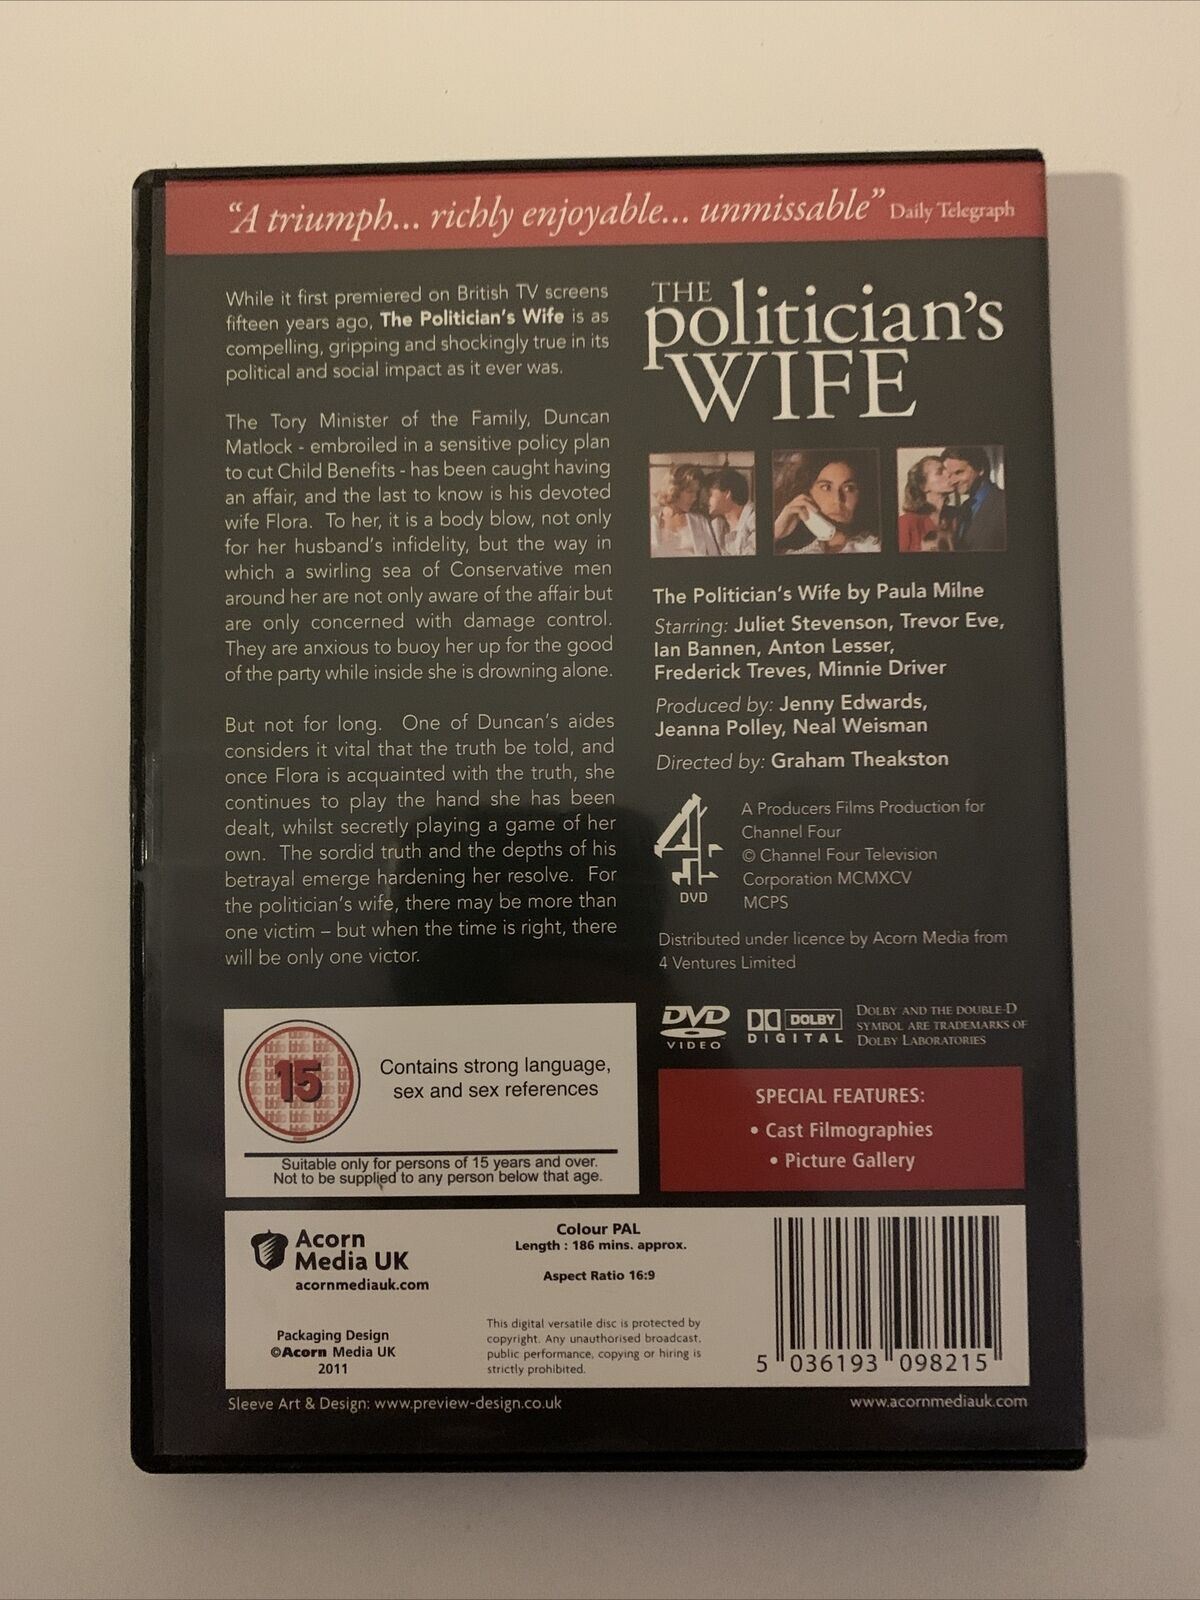 “A triumph... richly enjoyable... unmissable” Daily Telegraph
While it first premiered on British TV screens
fifteen years ago, The Politician's Wife is as
compelling, gripping and shockingly true in its
political and social impact as it ever was.
The Tory Minister of the Family, Duncan
Matlock - embroiled in a sensitive policy plan
to cut Child Benefits - has been caught having
an affair, and the last to know is his devoted
wife Flora. To her, it is a body blow, not only
for her husband's infidelity, but the way in
which a swirling sea of Conservative men
around her are not only aware of the affair but
are only concerned with damage control.
They are anxious to buoy her up for the good
of the party while inside she is drowning alone.
But not for long. One of Duncan's aides
considers it vital that the truth be told, and
once Flora is acquainted with the truth, she
continues to play the hand she has been
dealt, whilst secretly playing a game of her
own. The sordid truth and the depths of his
betrayal emerge hardening her resolve. For
the politician's wife, there may be more than
one victim – but when the time is right, there
will be only one victor.
THE
politician's
WIFE
The Politician's Wife by Paula Milne
Starring: Juliet Stevenson, Trevor Eve,
Ian Bannen, Anton Lesser,
Frederick Treves, Minnie Driver
Produced by: Jenny Edwards,
Jeanna Polley, Neal Weisman
Directed by: Graham Theakston
4
DVD
A Producers Films Production for
Channel Four
© Channel Four Television
Corporation MCMXCV
MCPS
Distributed under licence by Acorn Media from
4 Ventures Limited
DVD
VIDEO
DOLBY
DIGITAL
DOLBY AND THE DOUBLE-D
SYMBOL ARE TRADEMARKS OF
DOLBY LABORATORIES
15
Contains strong language,
sex and sex references
Suitable only for persons of 15 years and over.
Not to be supplied to any person below that age.
SPECIAL FEATURES:
• Cast Filmographies
• Picture Gallery
Acorn
Media UK
acornmediauk.com
Packaging Design
©Acorn Media UK
2011
Colour PAL
Length : 186 mins. approx.
Aspect Ratio 16:9
This digital versatile disc is protected by
copyright. Any unauthorised broadcast,
public performance, copying or hiring is
strictly prohibited.
5 036193 098215
Sleeve Art & Design: www.preview-design.co.uk
www.acornmediauk.com